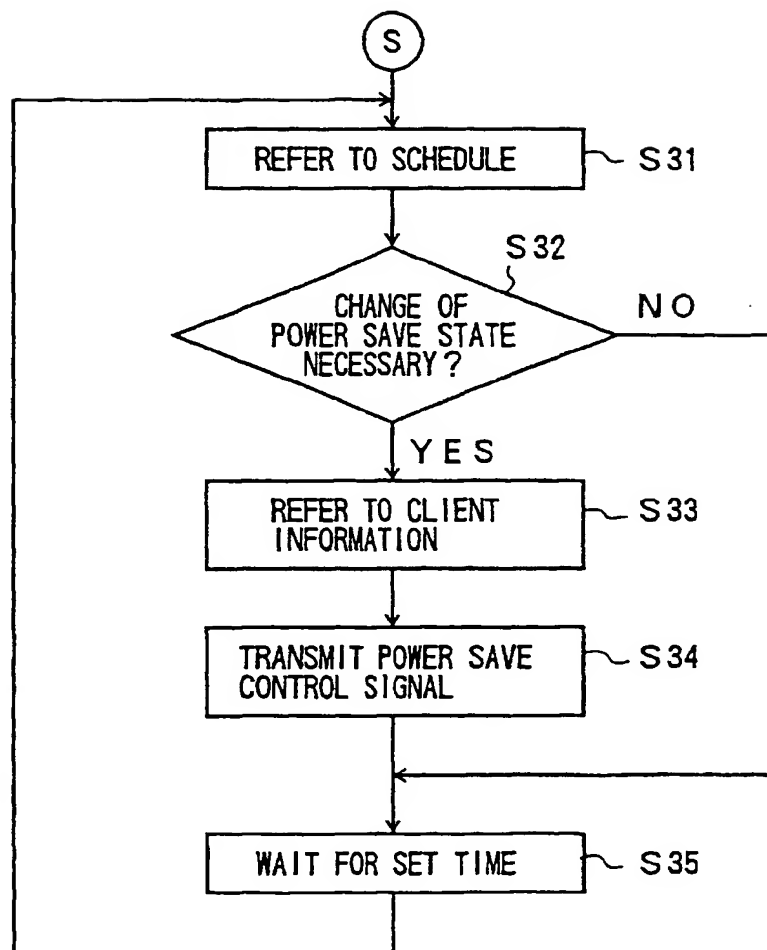 S
REFER TO SCHEDULE
S31
S32
CHANGE OF
POWER SAVE STATE
NECESSARY?
NO
YES
REFER TO CLIENT
INFORMATION
S33
TRANSMIT POWER SAVE
CONTROL SIGNAL
S34
WAIT FOR SET TIME
S35